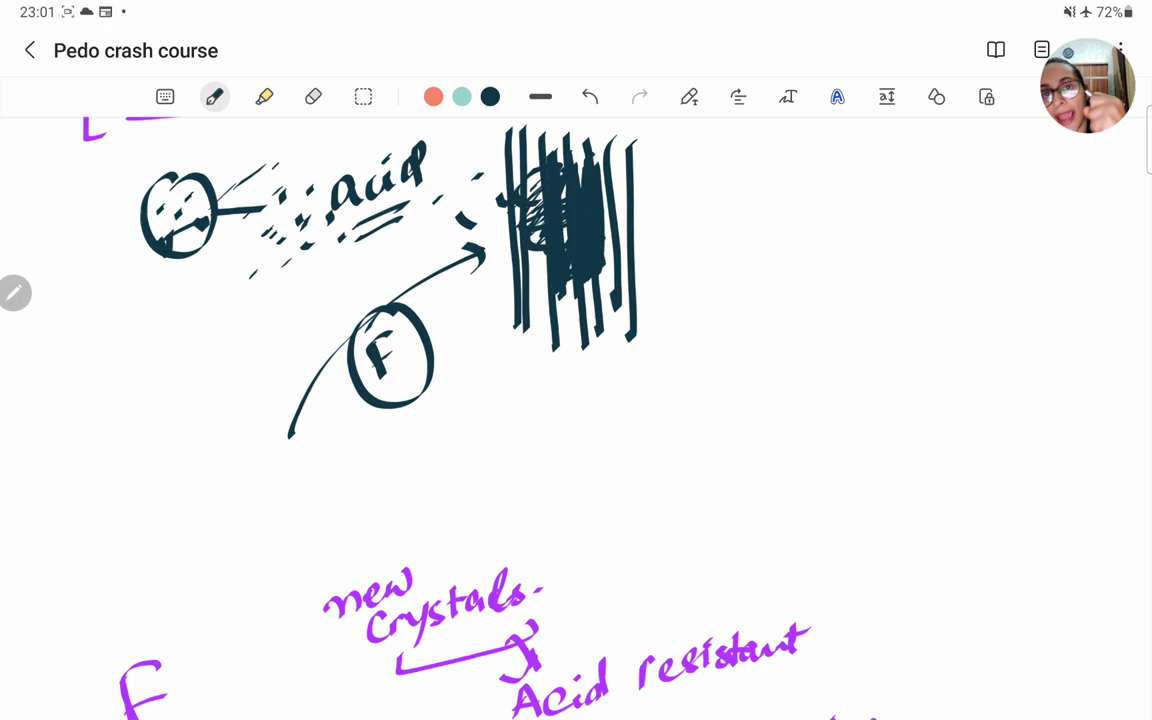 23:01
72%
Pedo crash course
acid
F
new
Crystals.
Acid resistant
F